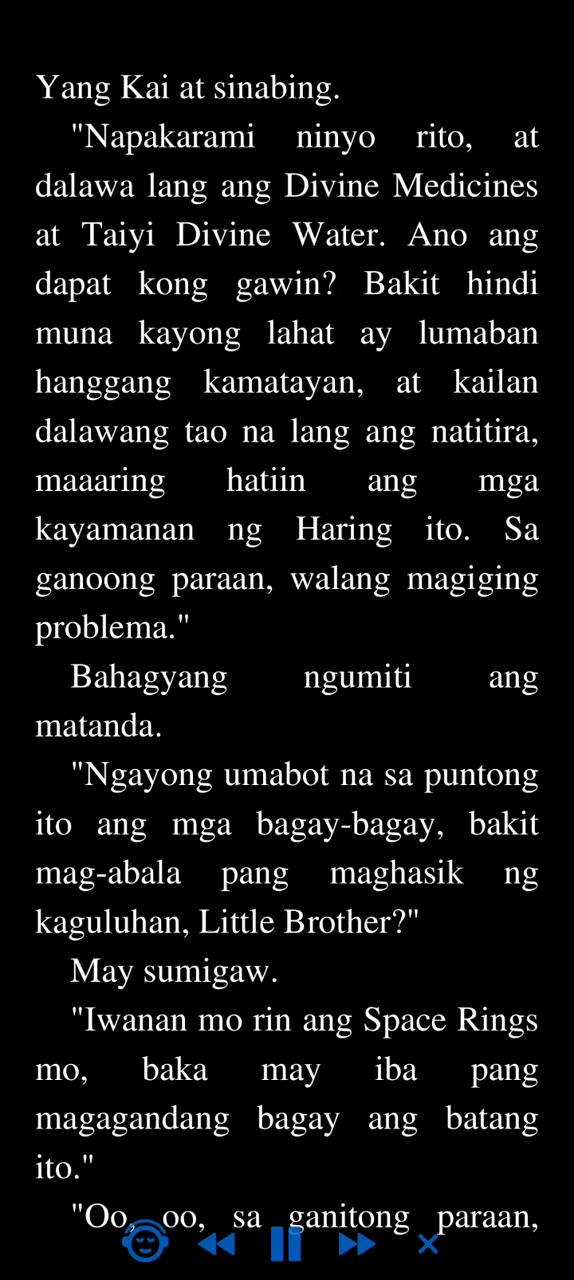 Yang Kai at sinabing.
"Napakarami ninyo rito, at
dalawa lang ang Divine Medicines
at Taiyi Divine Water. Ano ang
dapat kong gawin? Bakit hindi
muna kayong lahat ay lumaban
hanggang kamatayan, at kailan
dalawang tao na lang ang natitira,
maaaring hatiin ang mga
kayamanan ng Haring ito. Sa
ganoong paraan, walang magiging
problema."
Bahagyang ngumiti ang
matanda.
"Ngayong umabot na sa puntong
ito ang mga bagay-bagay, bakit
mag-abala pang maghasik ng
kaguluhan, Little Brother?"
May sumigaw.
"Iwanan mo rin ang Space Rings
mo, baka may iba pang
magagandang bagay ang batang
ito."
"Oo, oo, sa ganitong paraan,